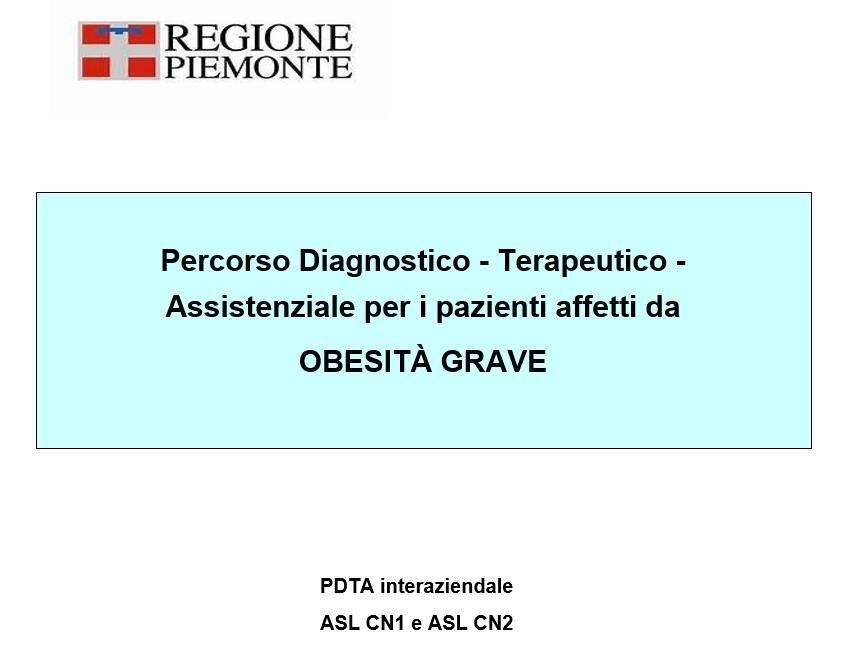 REGIONE
PIEMONTE
Percorso Diagnostico - Terapeutico -
Assistenziale per i pazienti affetti da
OBESITÀ GRAVE
PDTA interaziendale
ASL CN1 e ASL CN2